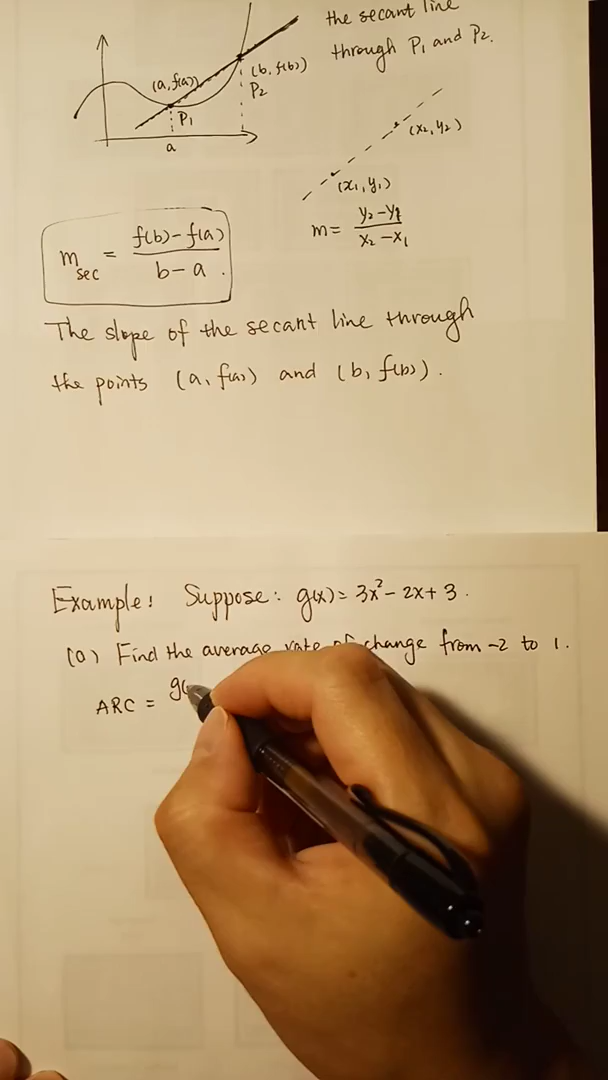 the secant line
through P₁ and P₂.
(a, f(a))
(b, f(b))
P₂
P₁
a
(x₂, y₂)
(x₁, y₁)
m = (y₂ - y₁)/(x₂ - x₁)
m_sec = (f(b) - f(a))/(b - a).
The slope of the secant line through
the points (a, f(a)) and (b, f(b)).
Example! Suppose: g(x) = 3x² - 2x + 3.
(a) Find the average rate of change from -2 to 1.
ARC = g(